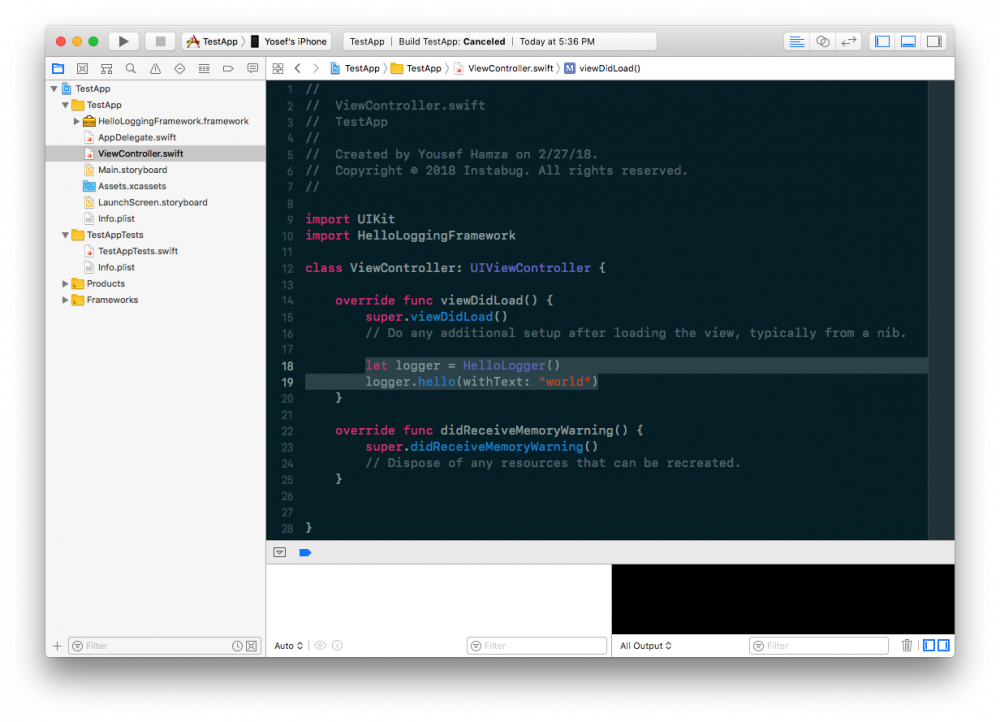 TestApp Yosef's iPhone TestApp | Build TestApp: Canceled | Today at 5:36 PM
TestApp TestApp ViewController.swift M viewDidLoad()
TestApp
TestApp
HelloLoggingFramework.framework
AppDelegate.swift
ViewController.swift
Main.storyboard
Assets.xcassets
LaunchScreen.storyboard
Info.plist
TestAppTests
TestAppTests.swift
Info.plist
Products
Frameworks
Filter
1 //
2 //  ViewController.swift
3 //  TestApp
4 //
5 //  Created by Yousef Hamza on 2/27/18.
6 //  Copyright © 2018 Instabug. All rights reserved.
7 //
8
9 import UIKit
10 import HelloLoggingFramework
11
12 class ViewController: UIViewController {
13
14     override func viewDidLoad() {
15         super.viewDidLoad()
16         // Do any additional setup after loading the view, typically from a nib.
17
18         let logger = HelloLogger()
19         logger.hello(withText: "world")
20     }
21
22     override func didReceiveMemoryWarning() {
23         super.didReceiveMemoryWarning()
24         // Dispose of any resources that can be recreated.
25     }
26
27
28 }
Auto Filter All Output Filter